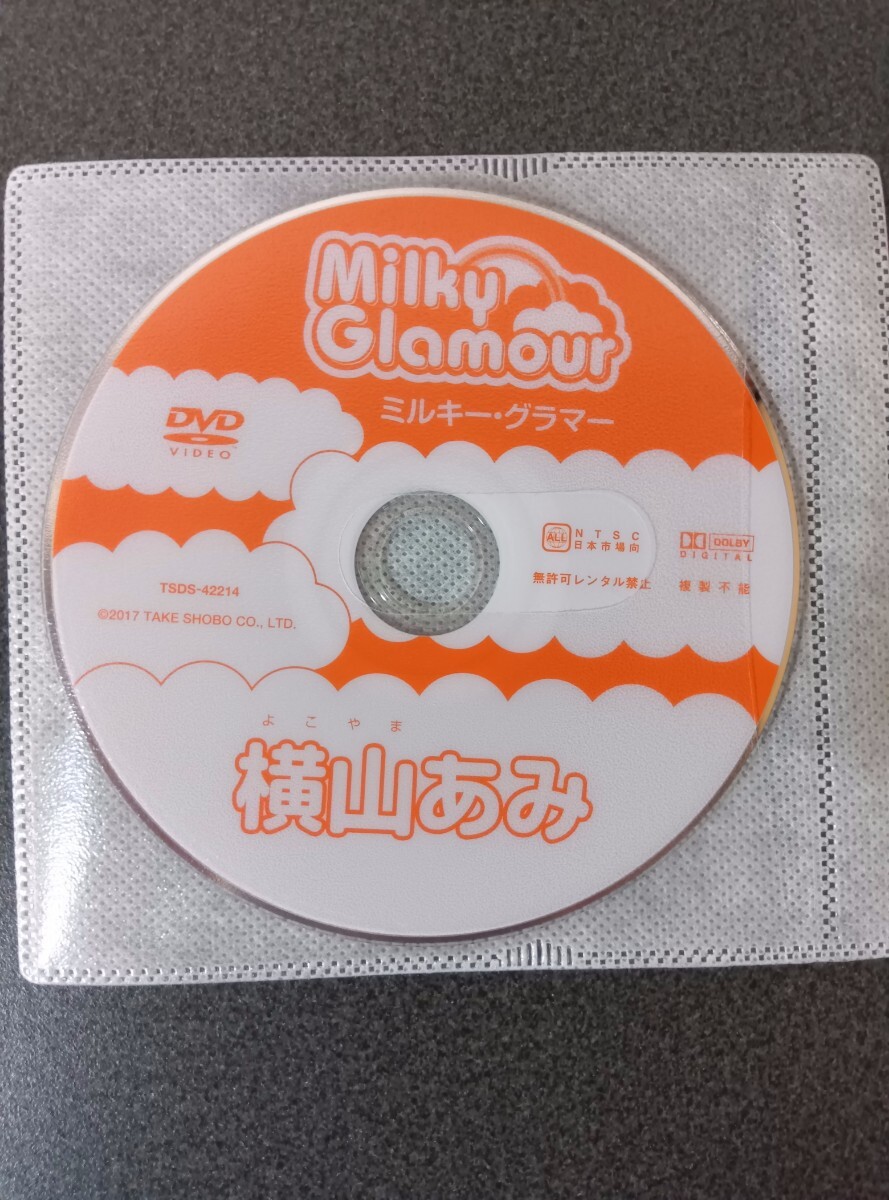 Milky
Glamour
ミルキー・グラマー
DVD
VIDEO
ALL
NTSC
日本市場向
DOLBY
DIGITAL
無許可レンタル禁止
複製不能
TSDS-42214
©2017 TAKE SHOBO CO., LTD.
よこやま
横山あみ